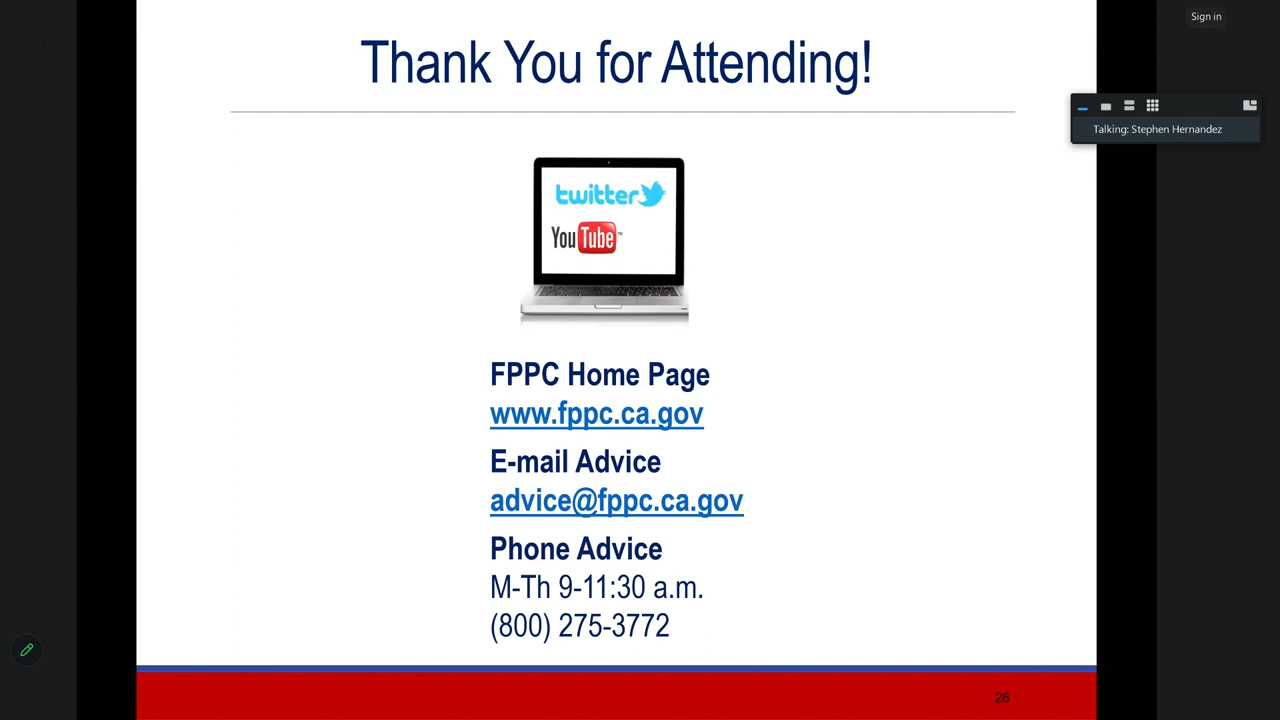 Sign in
Thank You for Attending!
Talking: Stephen Hernandez
twitter
YouTube™
FPPC Home Page
www.fppc.ca.gov
E-mail Advice
advice@fppc.ca.gov
Phone Advice
M-Th 9-11:30 a.m.
(800) 275-3772
26